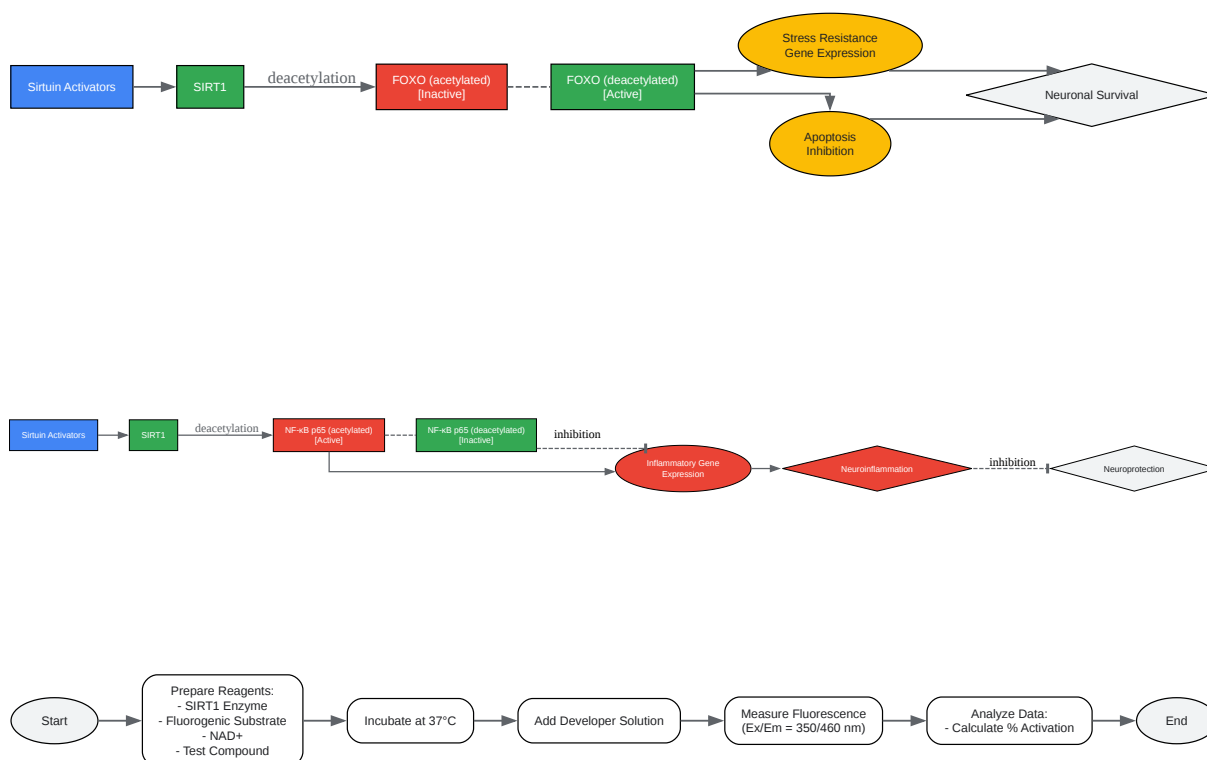 Stress Resistance
Gene Expression
Sirtuin Activators
SIRT1
deacetylation
FOXO (acetylated)
[Inactive]
FOXO (deacetylated)
[Active]
Neuronal Survival
Apoptosis
Inhibition
Sirtuin Activators
SIRT1
deacetylation
NF-κB p65 (acetylated)
[Active]
NF-κB p65 (deacetylated)
[Inactive]
inhibition
Inflammatory Gene
Expression
Neuroinflammation
inhibition
Neuroprotection
Start
Prepare Reagents:
- SIRT1 Enzyme
- Fluorogenic Substrate
- NAD+
- Test Compound
Incubate at 37°C
Add Developer Solution
Measure Fluorescence
(Ex/Em = 350/460 nm)
Analyze Data:
- Calculate % Activation
End